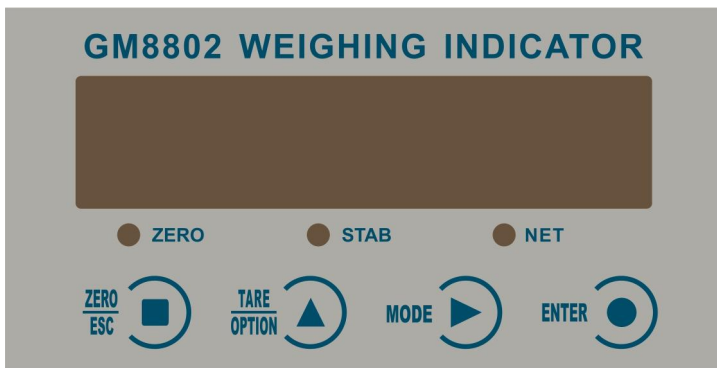 GM8802 WEIGHING INDICATOR
ZERO STAB NET
ZERO
ESC
TARE
OPTION
MODE
ENTER